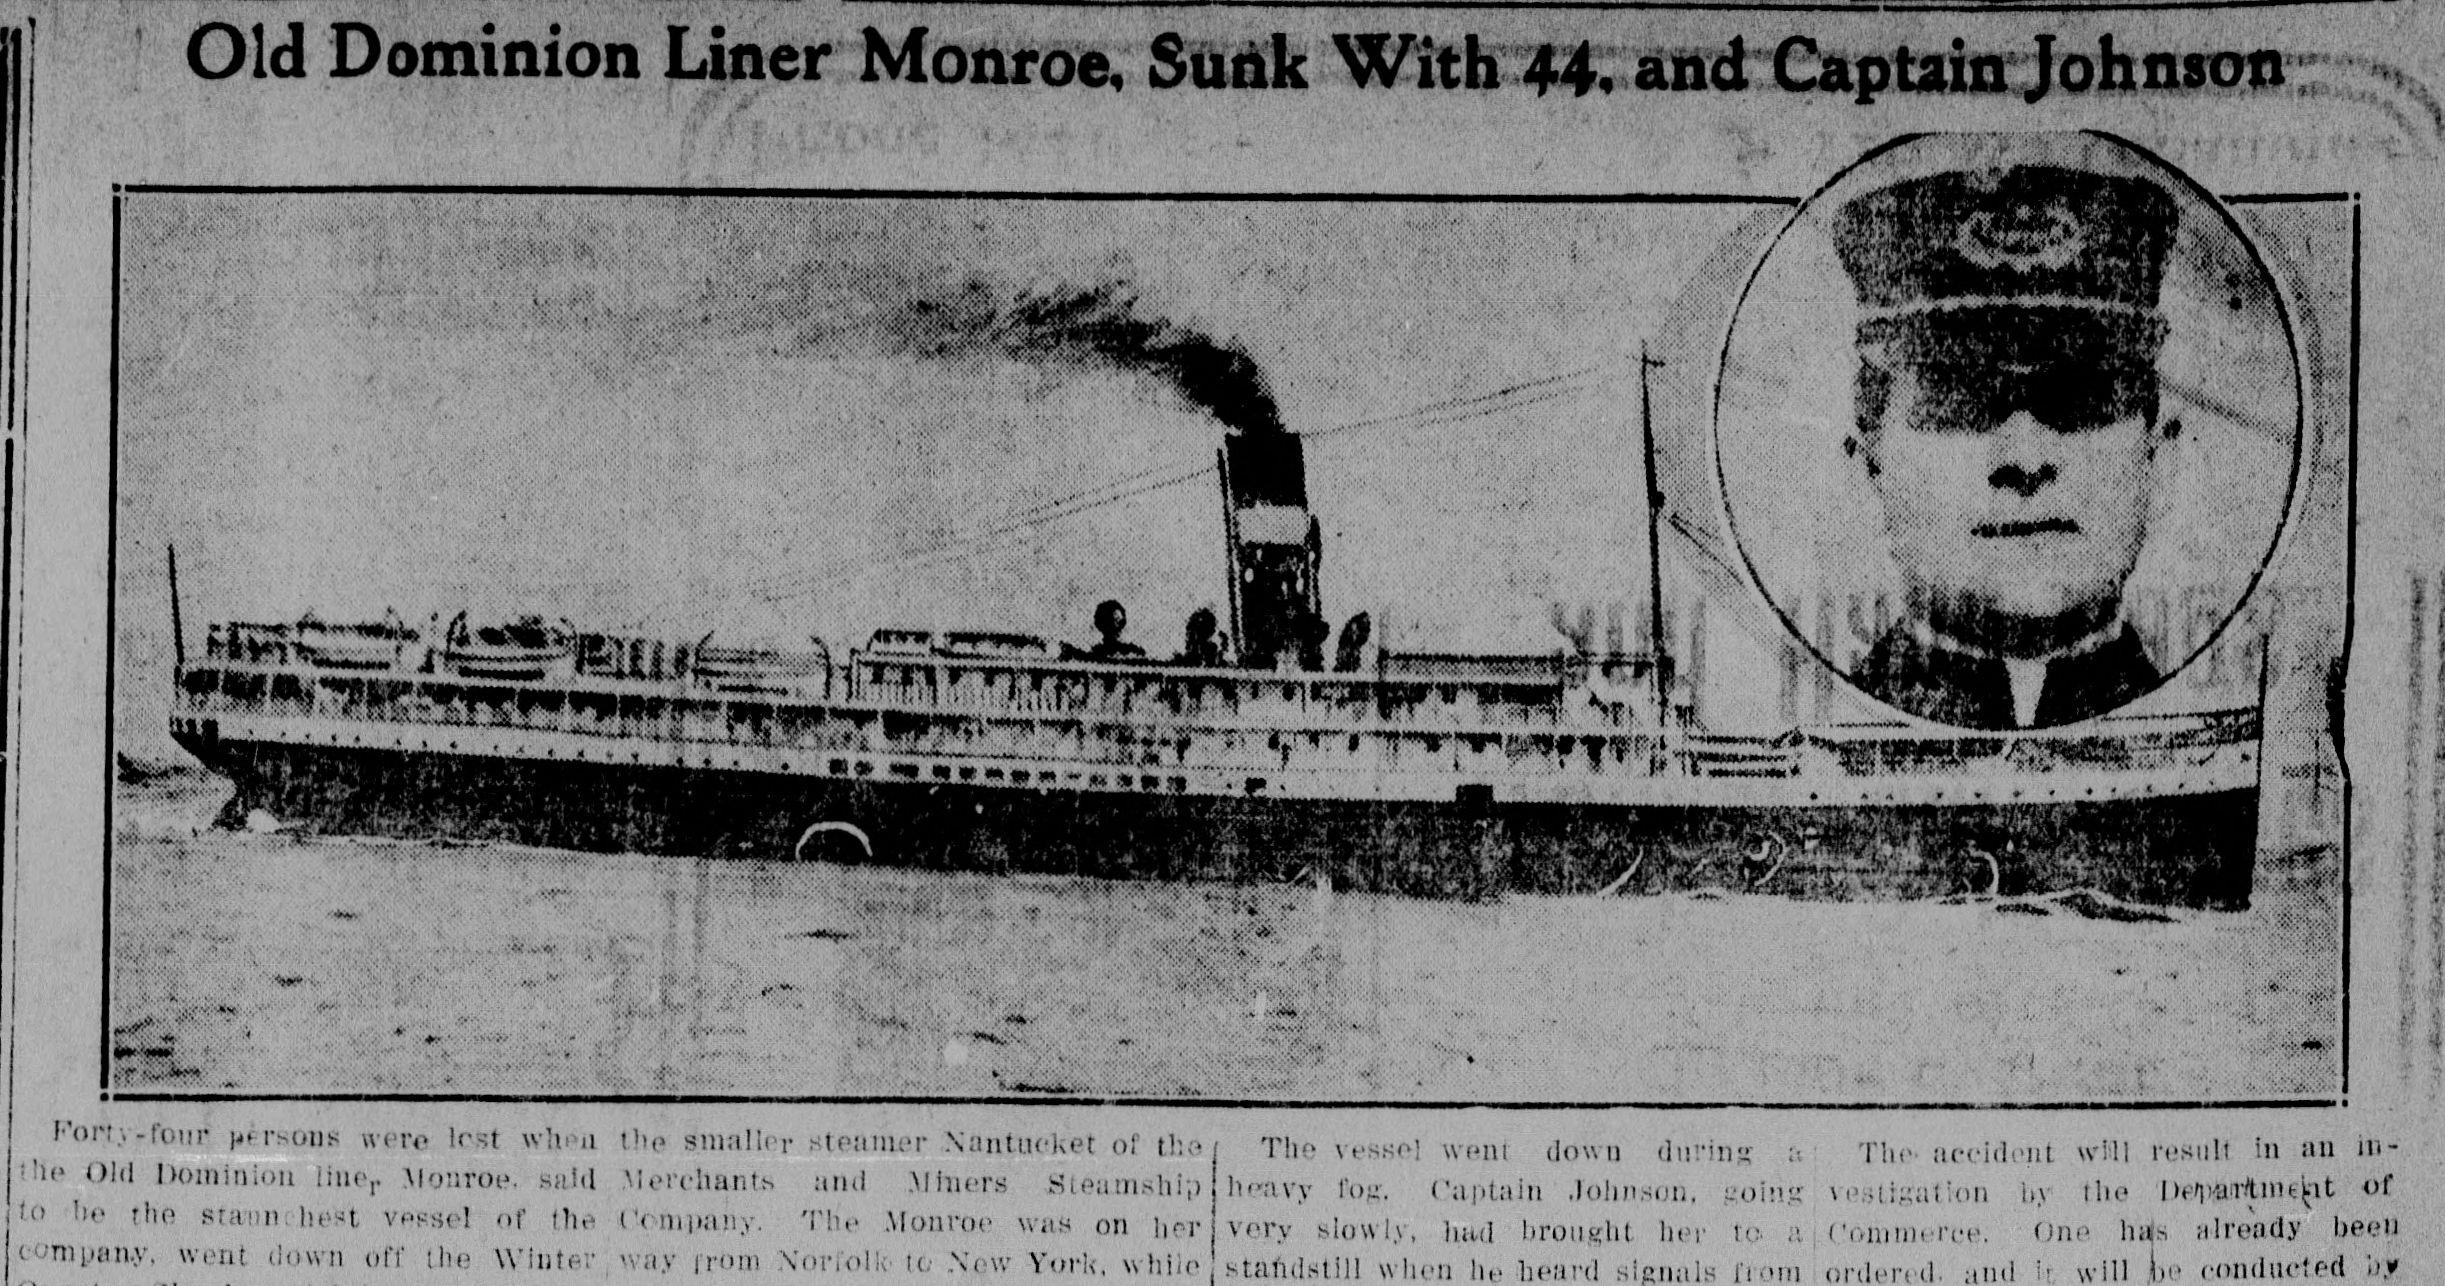 Old Dominion Liner Monroe, Sunk With 44, and Captain Johnson
Forty-four persons were lost when
the Old Dominion liner Monroe, said
to be the staunchest vessel of the
company, went down off the Winter
the smaller steamer Nantucket of the
Merchants and Miners Steamship
Company. The Monroe was on her
way from Norfolk to New York, while
The vessel went down during a
heavy fog. Captain Johnson, going
very slowly, had brought her to a
standstill when he heard signals from
The accident will result in an in-
vestigation by the Department of
Commerce. One has already been
ordered, and it will be conducted by